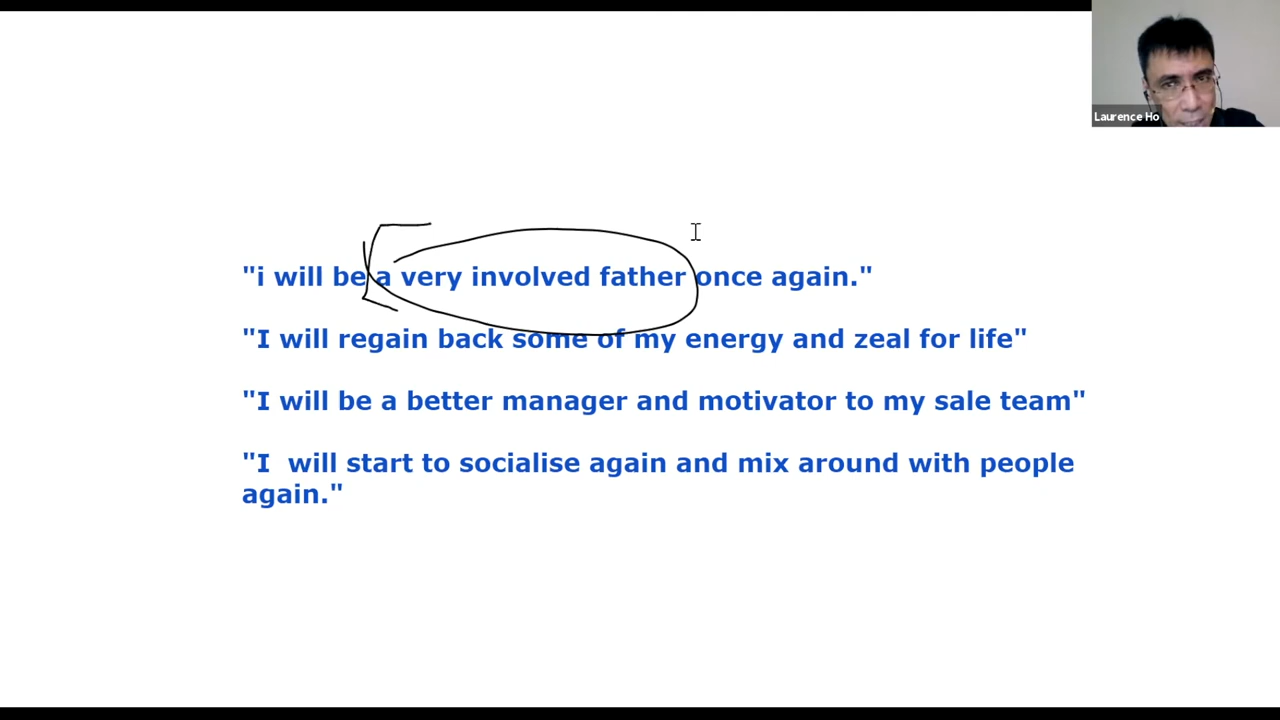 Laurence Ho
"i will be a very involved father once again."
"I will regain back some of my energy and zeal for life"
"I will be a better manager and motivator to my sale team"
"I  will start to socialise again and mix around with people
again."